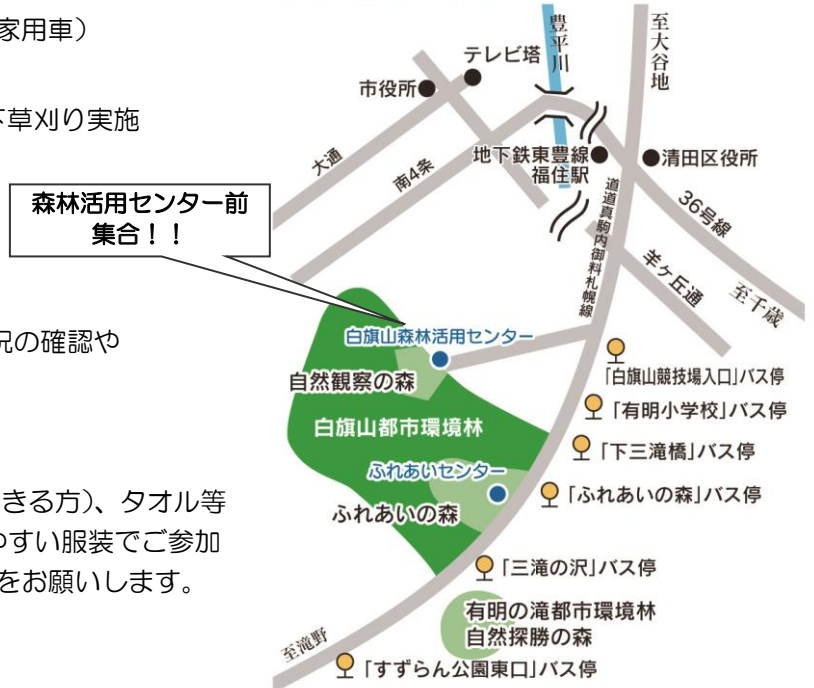 家用車）
下草刈り実施
森林活用センター前
集合！！
況の確認や
きる方）、タオル等
やすい服装でご参加
をお願いします。
テレビ塔
市役所
豊平川
至大谷地
大通
南4条
地下鉄東豊線
福住駅
清田区役所
道道真駒内御料札幌線
36号線
羊ケ丘通
至千歳
白旗山森林活用センター
自然観察の森
白旗山都市環境林
ふれあいセンター
ふれあいの森
「白旗山競技場入口」バス停
「有明小学校」バス停
「下三滝橋」バス停
「ふれあいの森」バス停
「三滝の沢」バス停
有明の滝都市環境林
自然探勝の森
至滝野
「すずらん公園東口」バス停